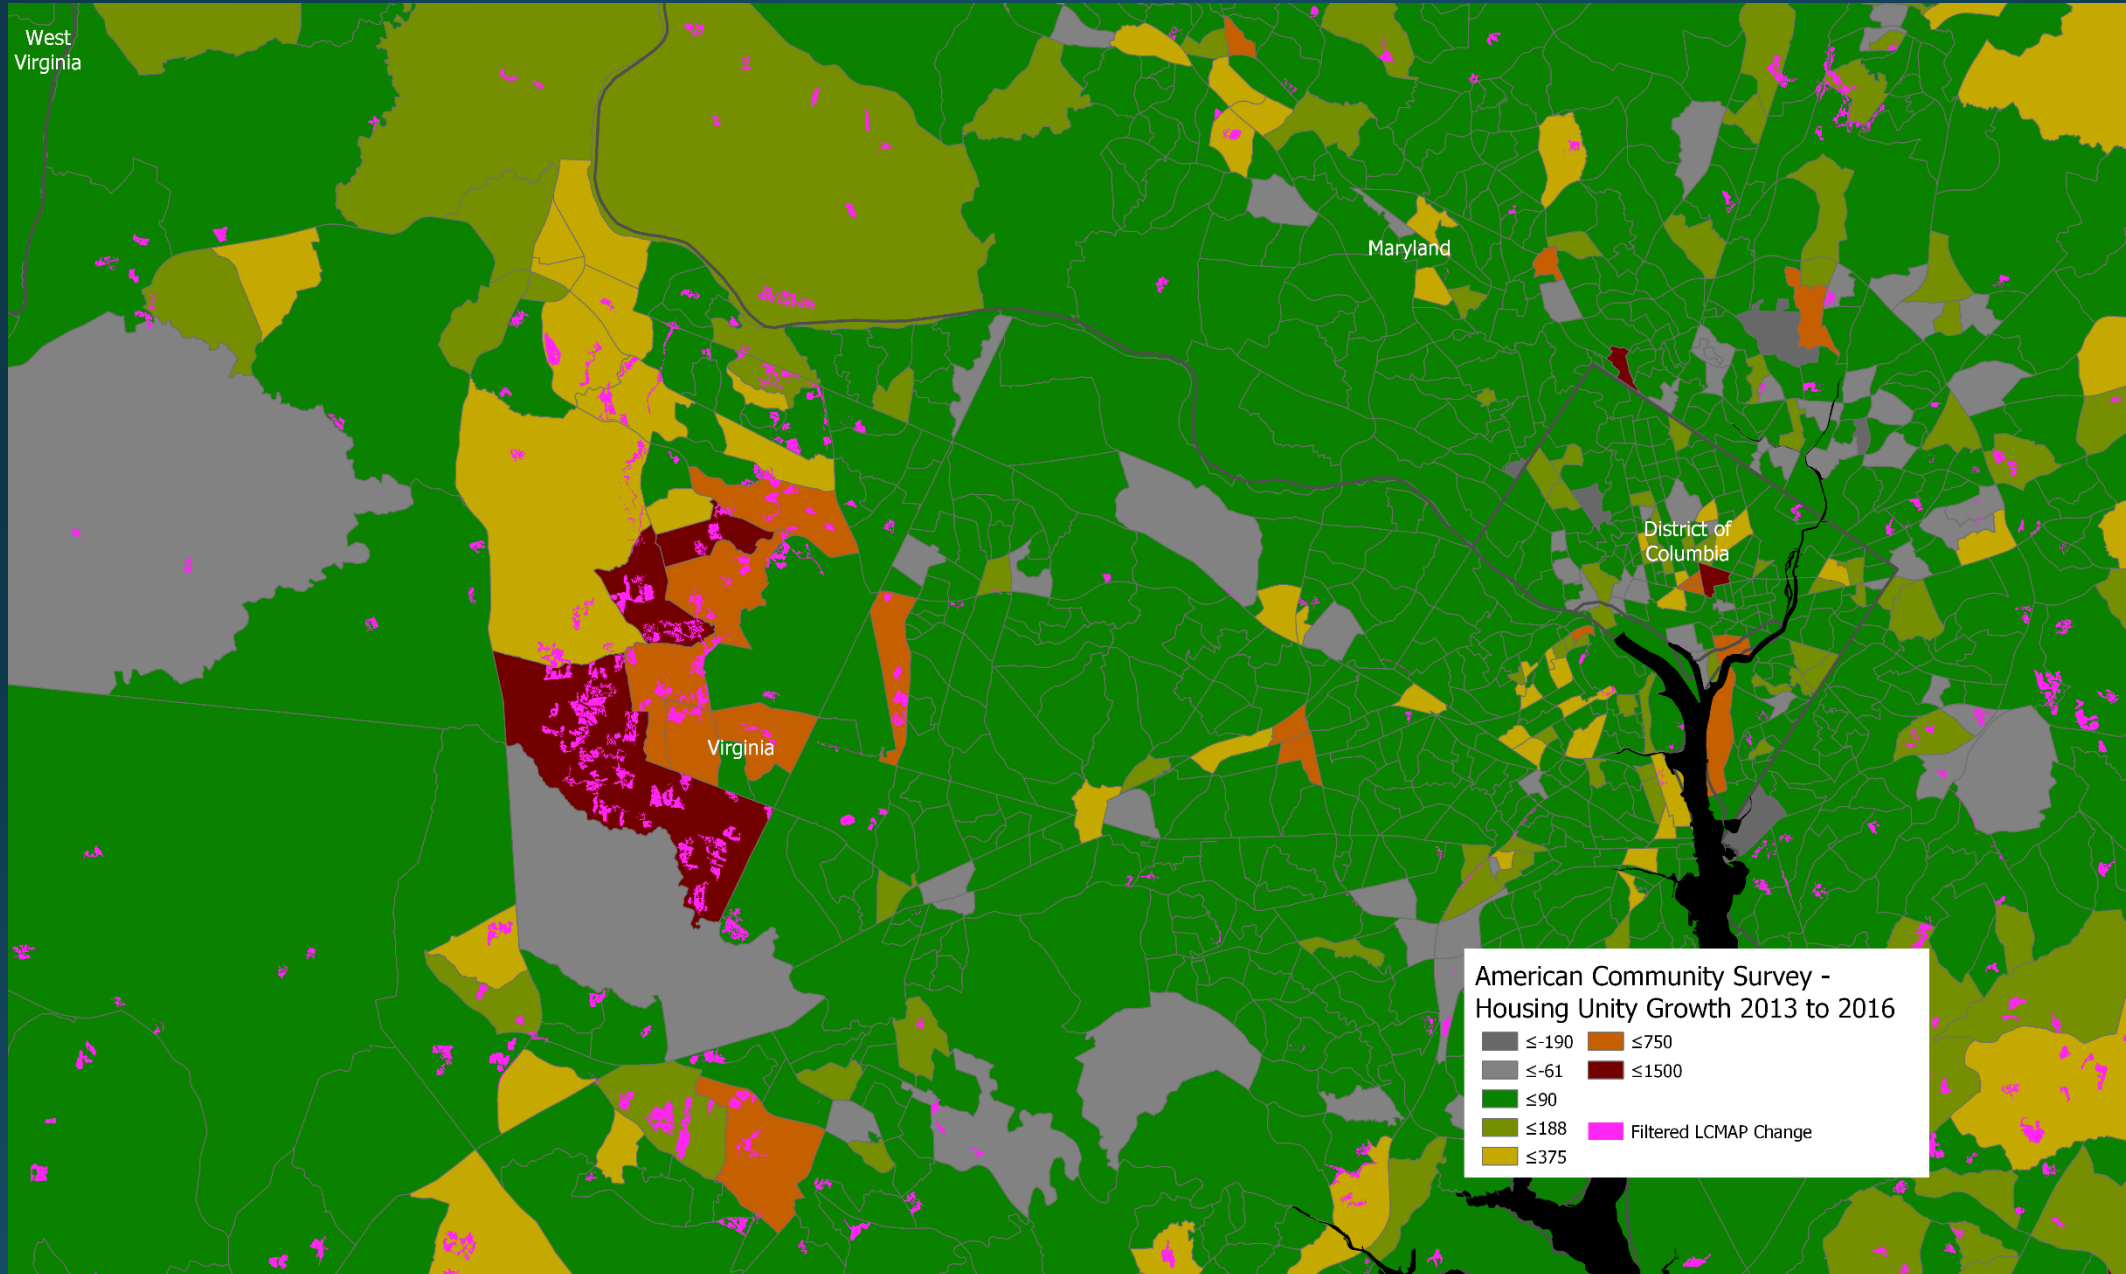 West
Virginia
Maryland
District of
Columbia
Virginia
American Community Survey -
Housing Unity Growth 2013 to 2016
≤-190
≤750
≤-61
≤1500
≤90
≤188
Filtered LCMAP Change
≤375